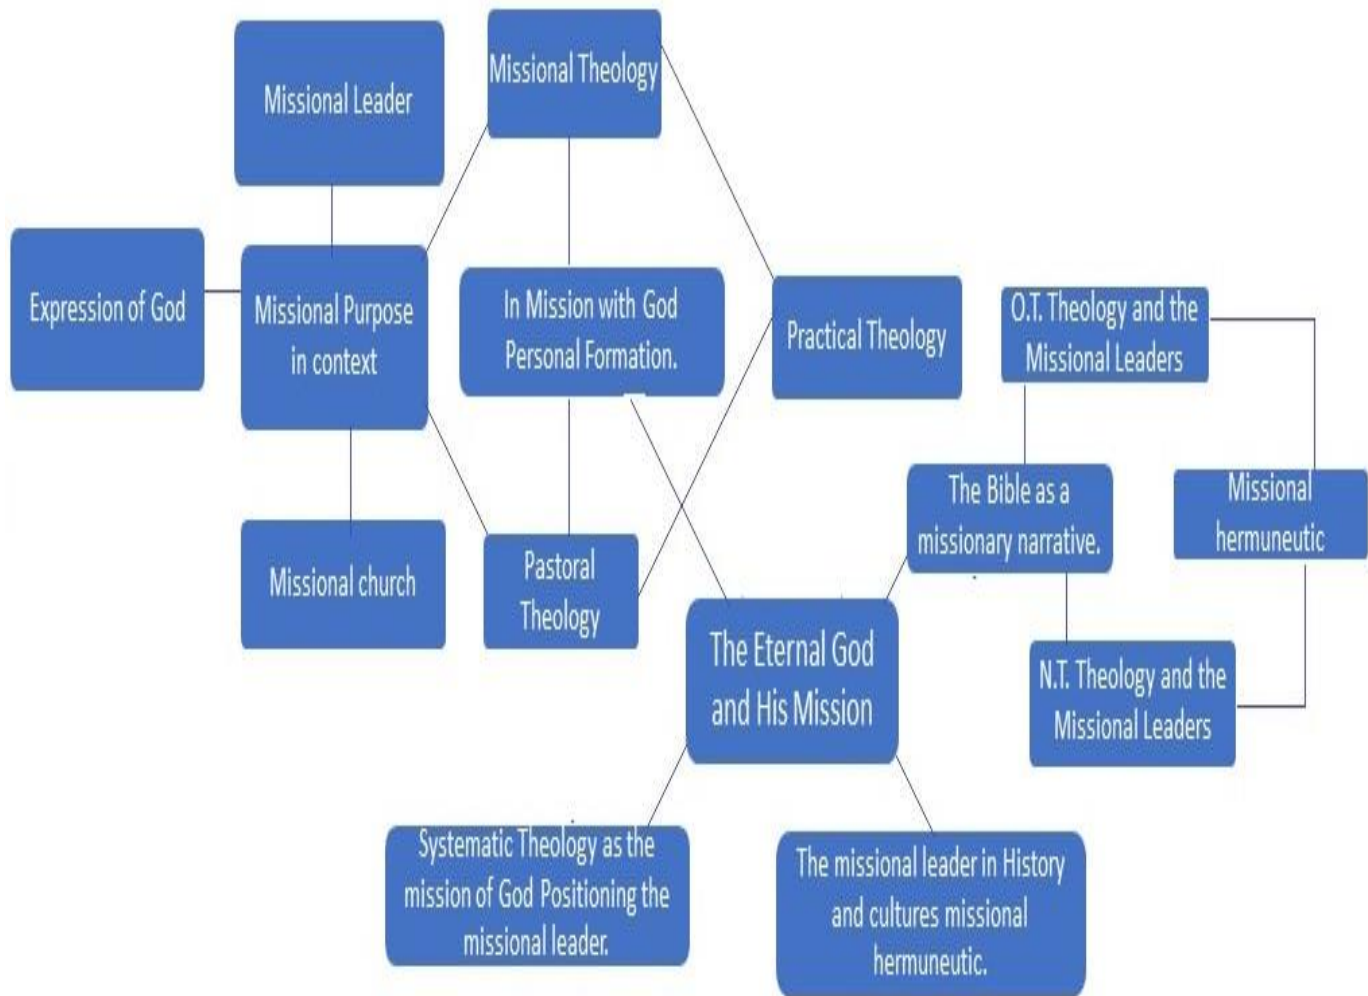 Missional Leader
Missional Theology
Expression of God
Missional Purpose
in context
In Mission with God
Personal Formation.
Practical Theology
O.T. Theology and the
Missional Leaders
Missional church
Pastoral
Theology
The Bible as a
missionary narrative.
Missional
hermuneutic
The Eternal God
and His Mission
N.T. Theology and the
Missional Leaders
Systematic Theology as the
mission of God Positioning the
missional leader.
The missional leader in History
and cultures missional
hermuneutic.